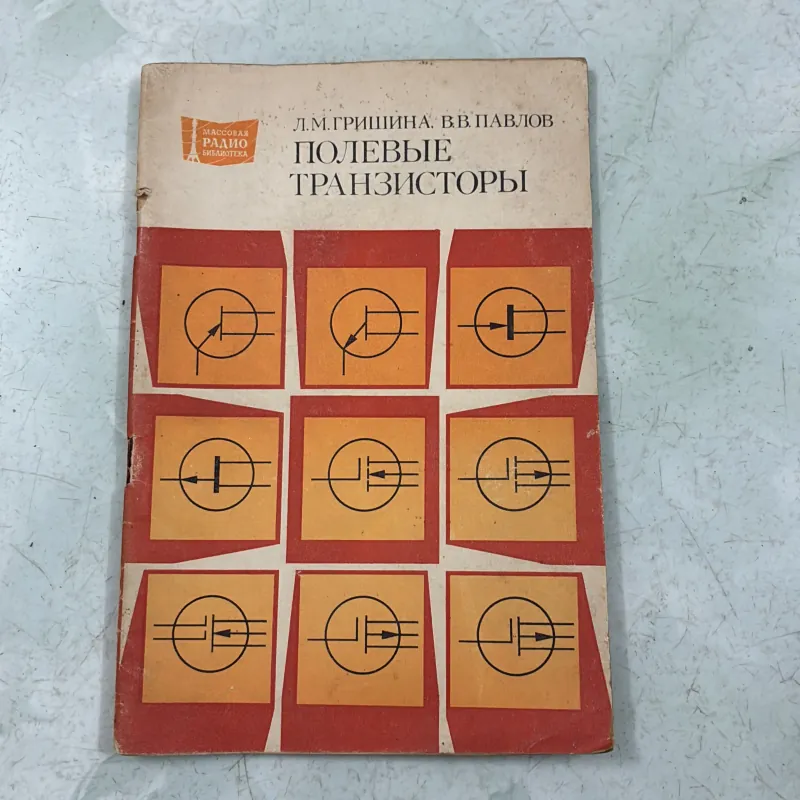 МАССОВАЯ
РАДИО
БИБЛИОТЕКА
Л.М.ГРИШИНА, В.В.ПАВЛОВ
ПОЛЕВЫЕ
ТРАНЗИСТОРЫ